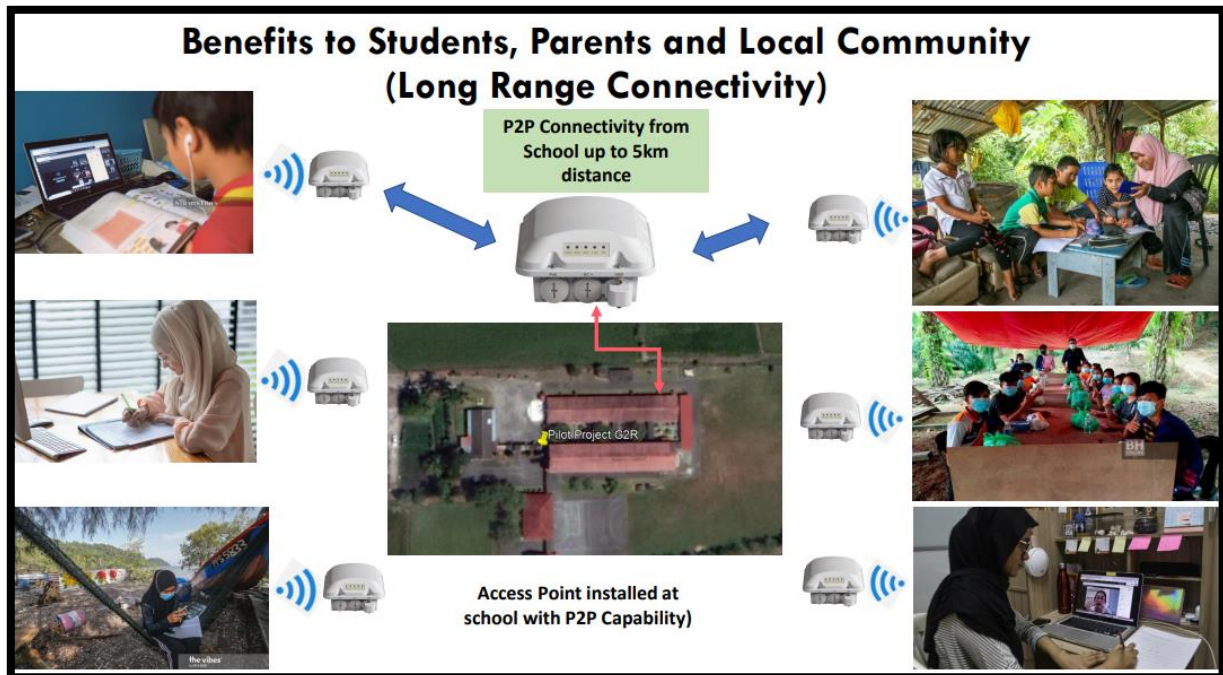 Benefits to Students, Parents and Local Community
(Long Range Connectivity)
P2P Connectivity from
School up to 5km
distance
Pilot Project G2R
BH
the vibes
Access Point installed at
school with P2P Capability)